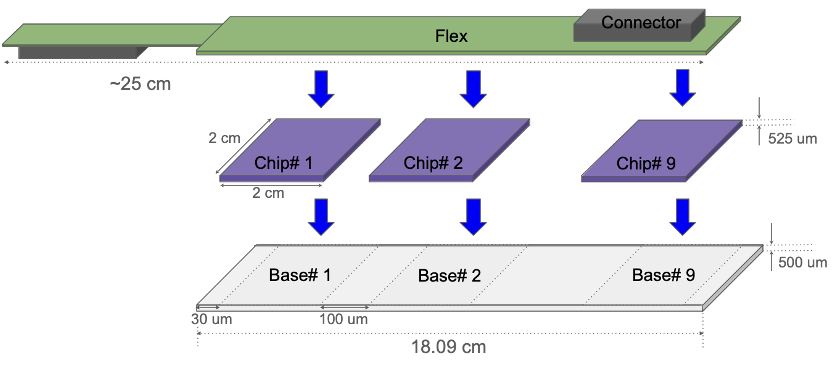 Connector
Flex
~25 cm
2 cm
525 um
Chip# 1
Chip# 2
Chip# 9
2 cm
Base# 1
Base# 2
Base# 9
500 um
30 um
100 um
18.09 cm